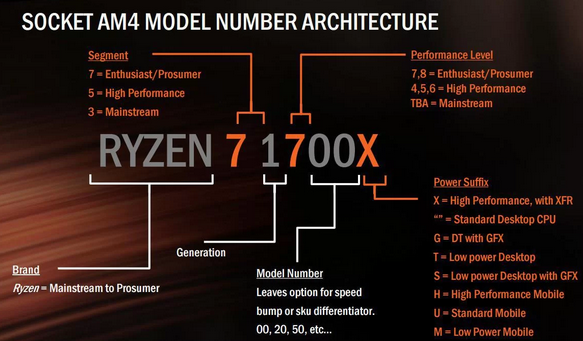 SOCKET AM4 MODEL NUMBER ARCHITECTURE
Segment
7 = Enthusiast/Prosumer
5 = High Performance
3 = Mainstream
Performance Level
7,8 = Enthusiast/Prosumer
4,5,6 = High Performance
TBA = Mainstream
RYZEN 7 1700X
Brand
Ryzen = Mainstream to Prosumer
Generation
Model Number
Leaves option for speed
bump or sku differentiator.
00, 20, 50, etc...
Power Suffix
X = High Performance, with XFR
“” = Standard Desktop CPU
G = DT with GFX
T = Low power Desktop
S = Low power Desktop with GFX
H = High Performance Mobile
U = Standard Mobile
M = Low Power Mobile